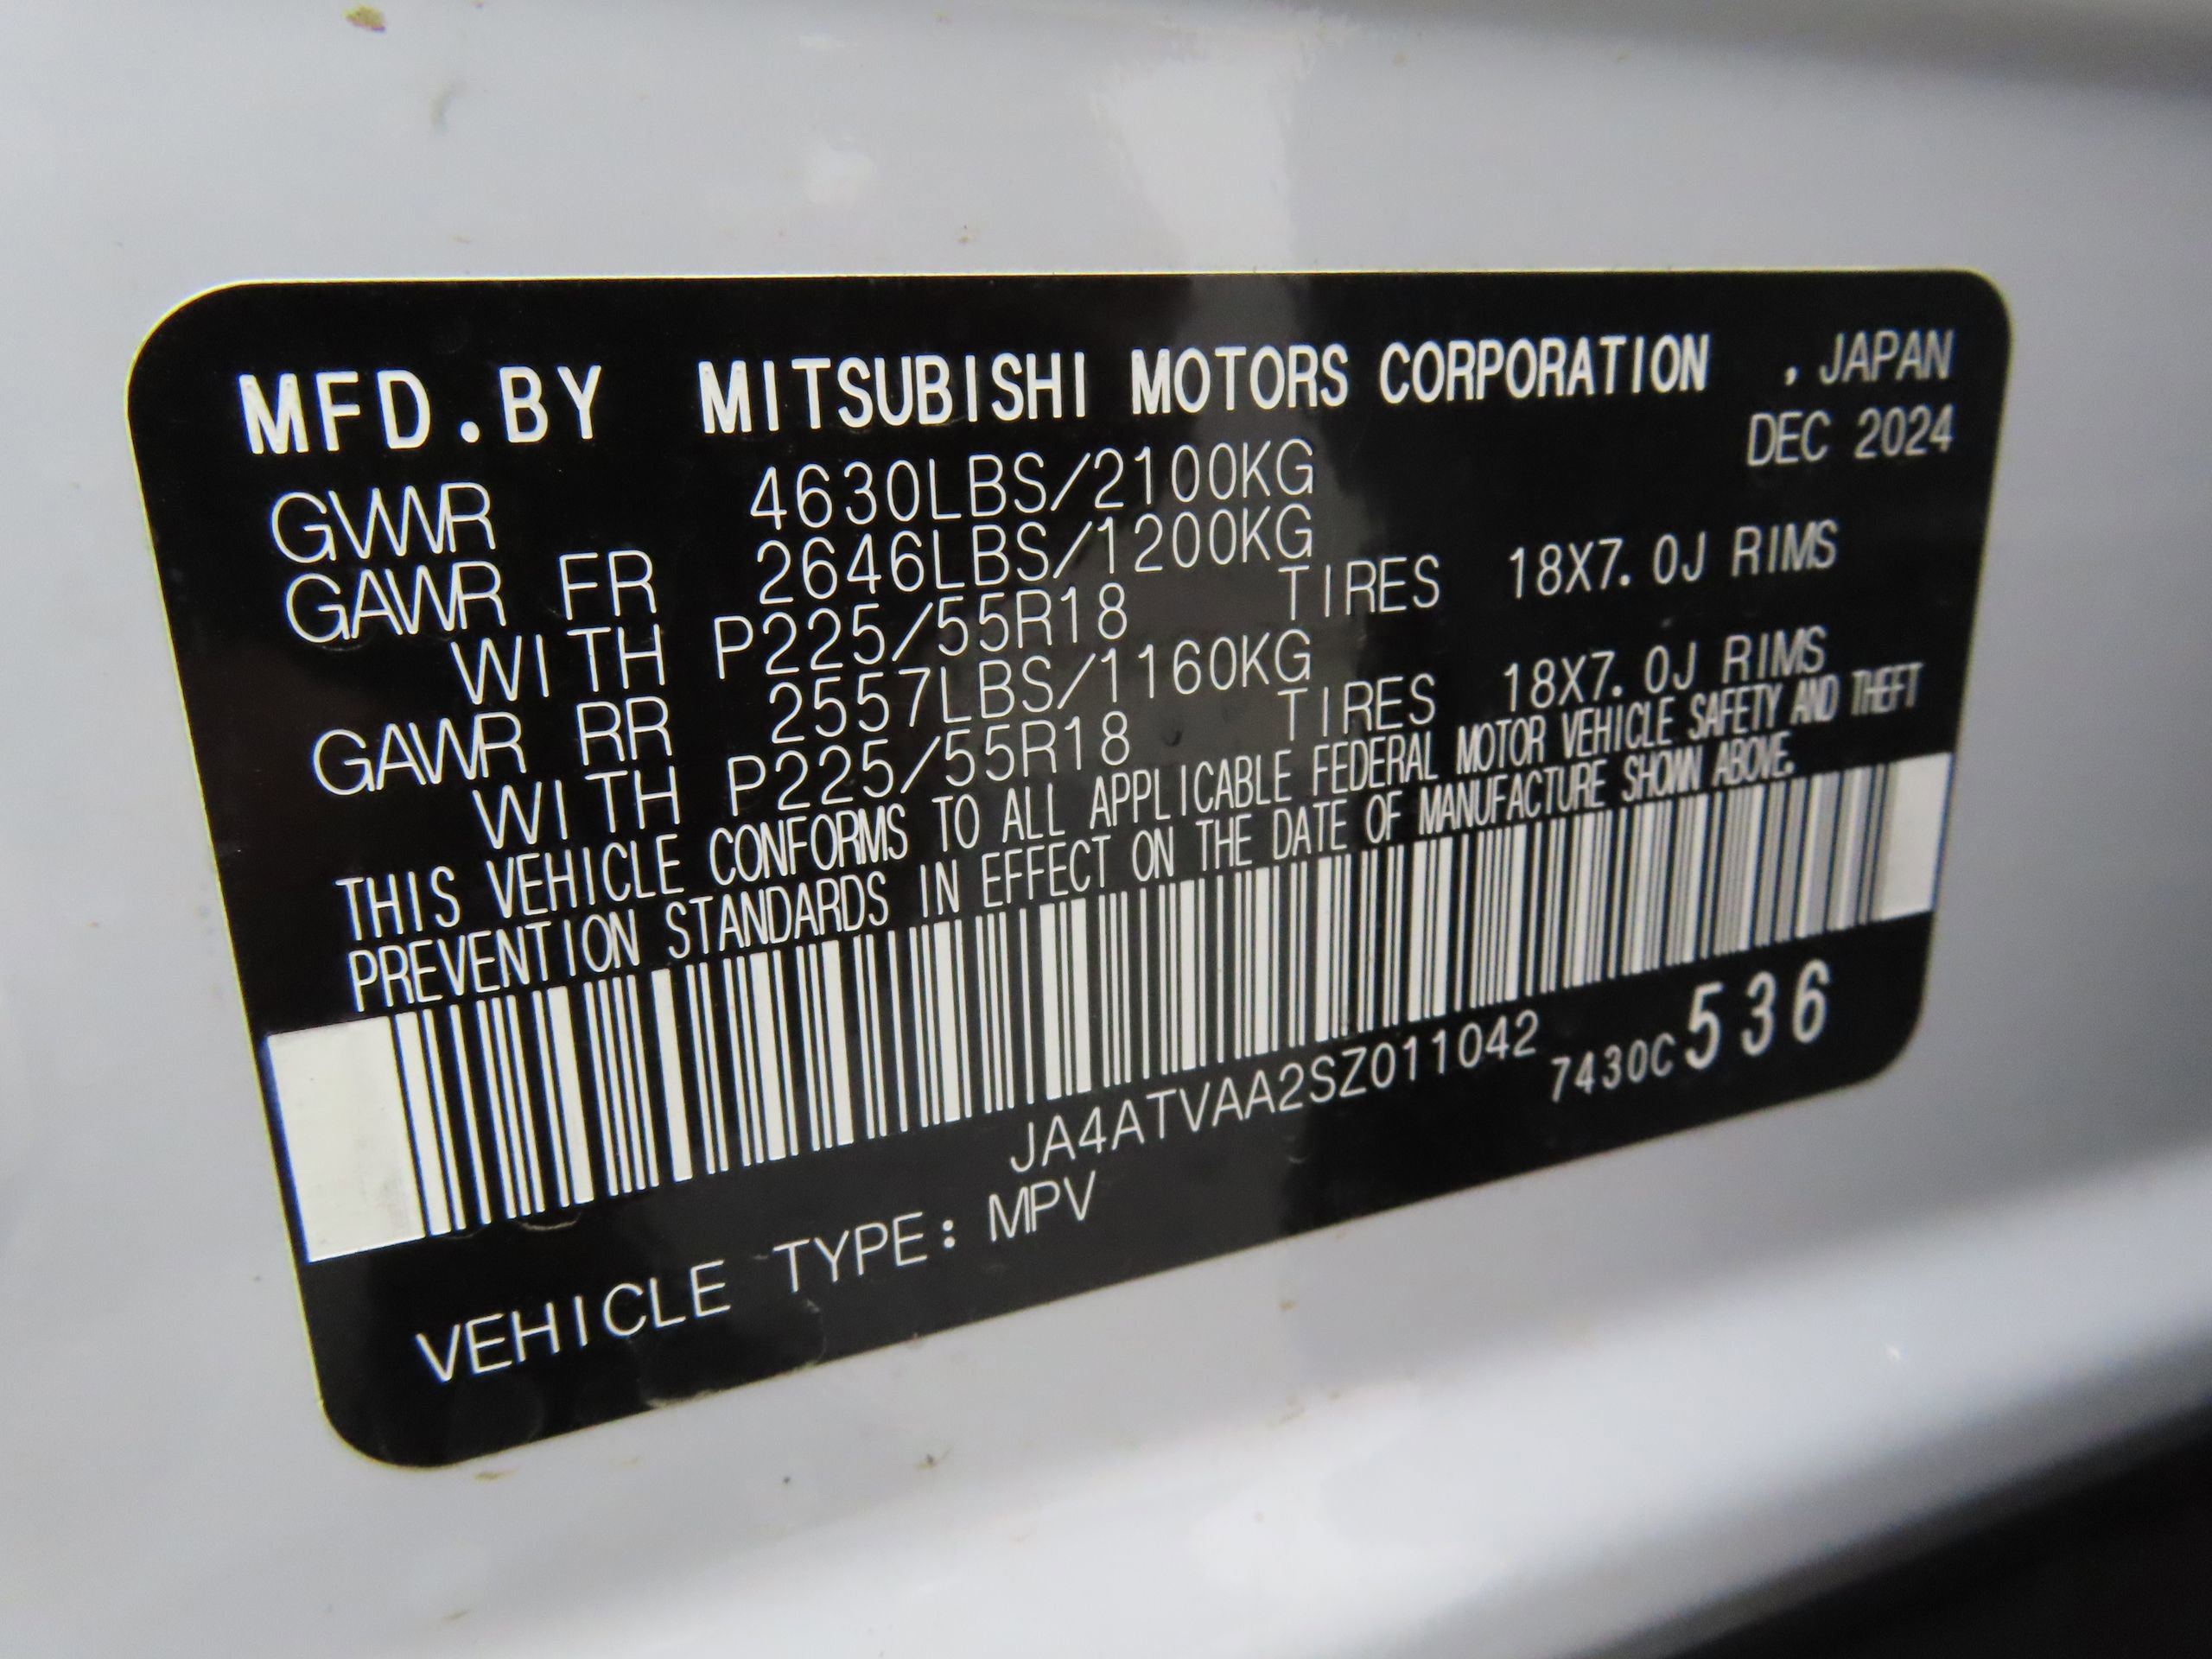 MFD.BY MITSUBISHI MOTORS CORPORATION , JAPAN
DEC 2024
GVWR 4630LBS/2100KG
GAWR FR 2646LBS/1200KG
WITH P225/55R18 TIRES 18X7.0J RIMS
GAWR RR 2557LBS/1160KG
WITH P225/55R18 TIRES 18X7.0J RIMS
THIS VEHICLE CONFORMS TO ALL APPLICABLE FEDERAL MOTOR VEHICLE SAFETY AND THEFT
PREVENTION STANDARDS IN EFFECT ON THE DATE OF MANUFACTURE SHOWN ABOVE.
JA4ATVAA2SZ011042 7430C536
VEHICLE TYPE: MPV